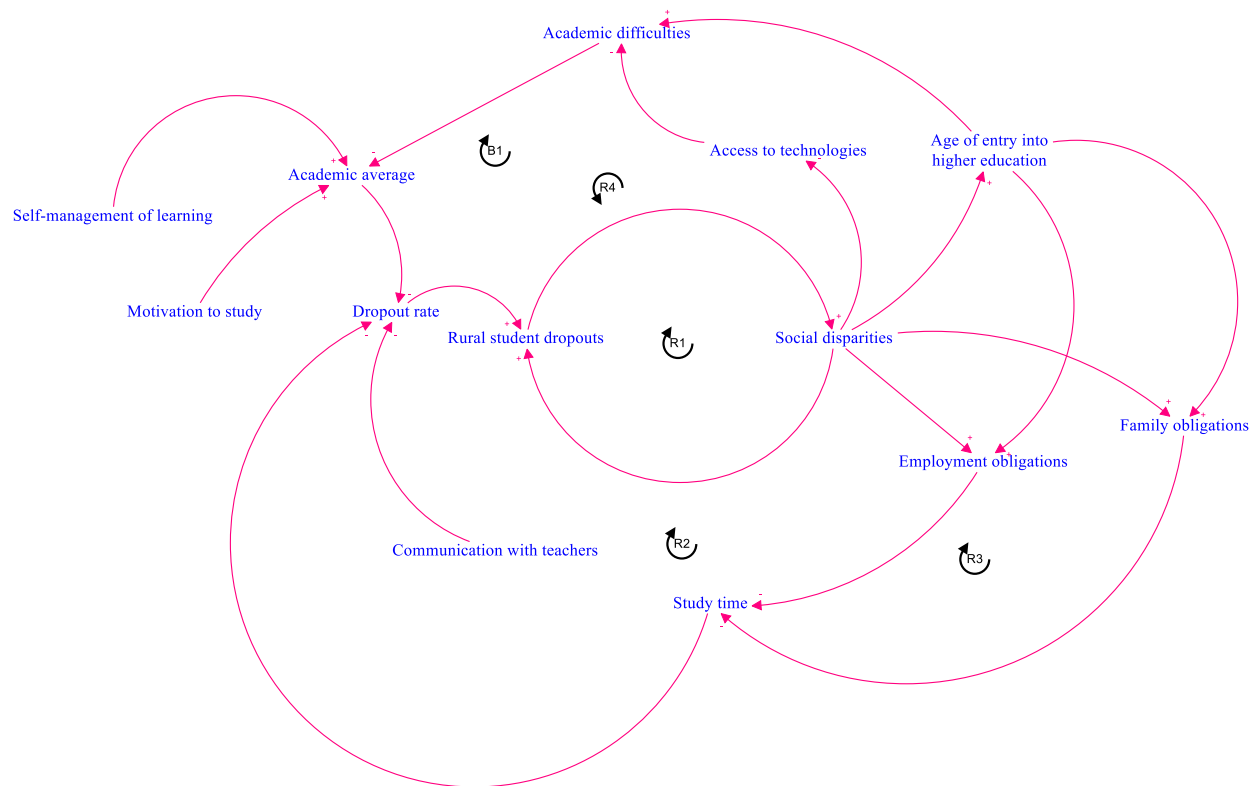 Academic difficulties
Access to technologies
Age of entry into
higher education
B1
R4
Academic average
Self-management of learning
Motivation to study
Dropout rate
Rural student dropouts
R1
Social disparities
Family obligations
Employment obligations
Communication with teachers
R2
R3
Study time
+
-
+
-
-
+
+
-
+
-
-
+
+
+
+
+
+
+
-
-